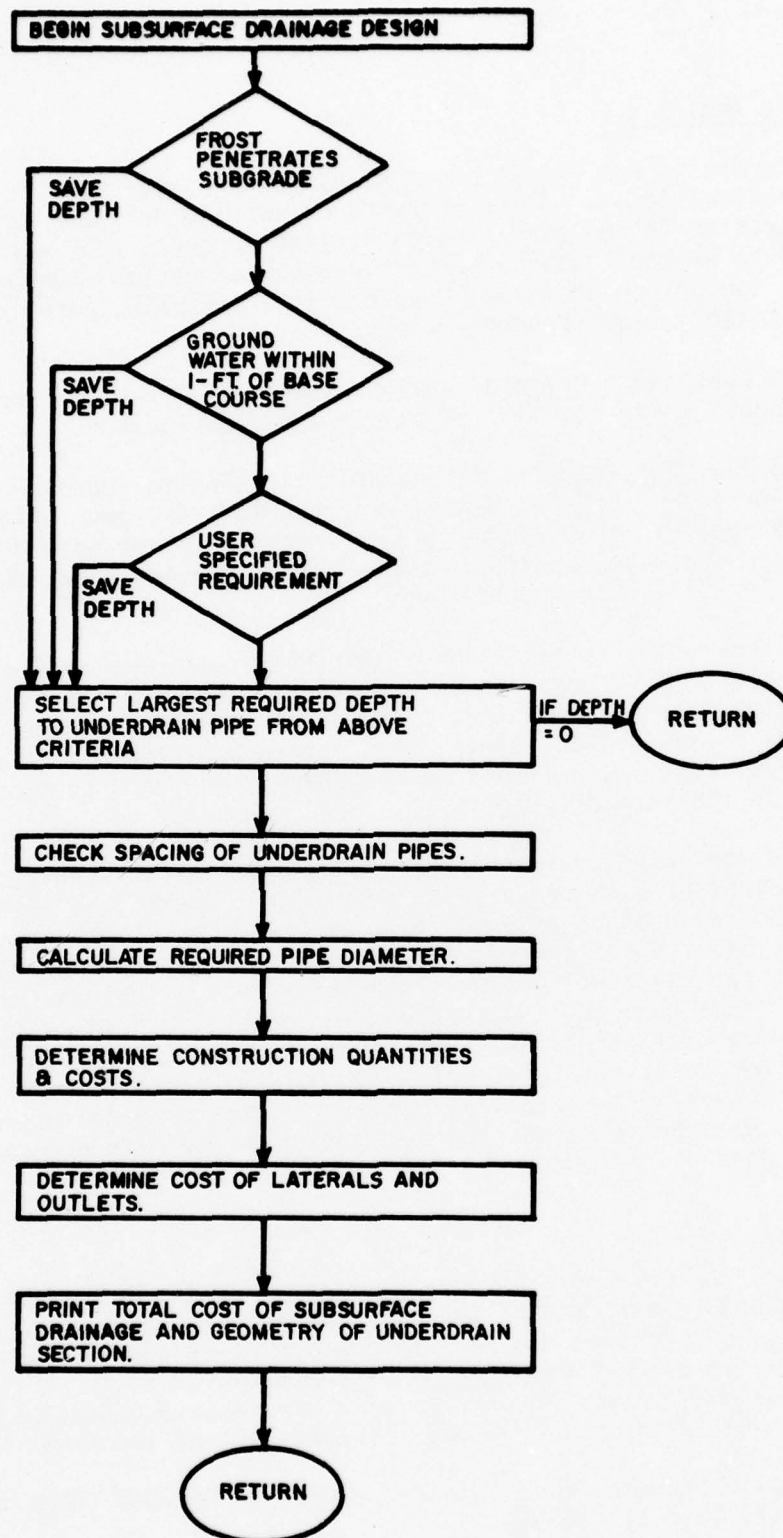 BEGIN SUBSURFACE DRAINAGE DESIGN
FROST
PENETRATES
SUBGRADE
SAVE
DEPTH
GROUND
WATER WITHIN
1-FT. OF BASE
COURSE
SAVE
DEPTH
USER
SPECIFIED
REQUIREMENT
SAVE
DEPTH
SELECT LARGEST REQUIRED DEPTH
TO UNDERDRAIN PIPE FROM ABOVE
CRITERIA
IF DEPTH
= 0
RETURN
CHECK SPACING OF UNDERDRAIN PIPES.
CALCULATE REQUIRED PIPE DIAMETER.
DETERMINE CONSTRUCTION QUANTITIES
& COSTS.
DETERMINE COST OF LATERALS AND
OUTLETS.
PRINT TOTAL COST OF SUBSURFACE
DRAINAGE AND GEOMETRY OF UNDERDRAIN
SECTION.
RETURN